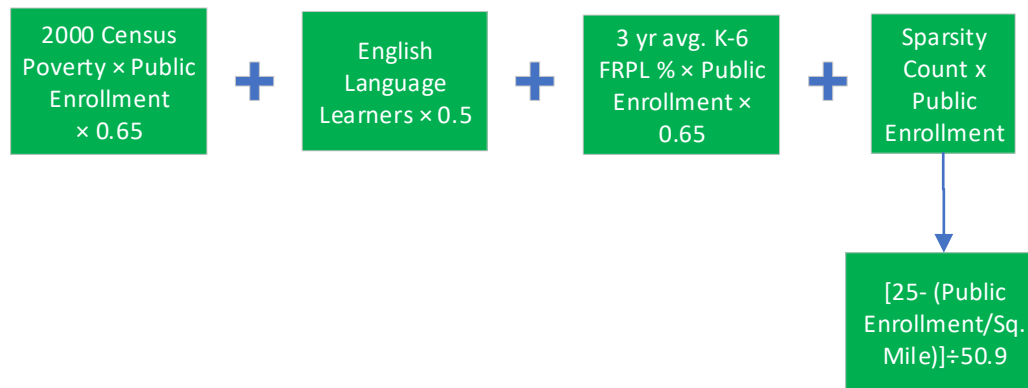 2000 Census
Poverty × Public
Enrollment
× 0.65
English
Language
Learners × 0.5
3 yr avg. K-6
FRPL % × Public
Enrollment ×
0.65
Sparsity
Count x
Public
Enrollment
[25- (Public
Enrollment/Sq.
Mile)]÷50.9